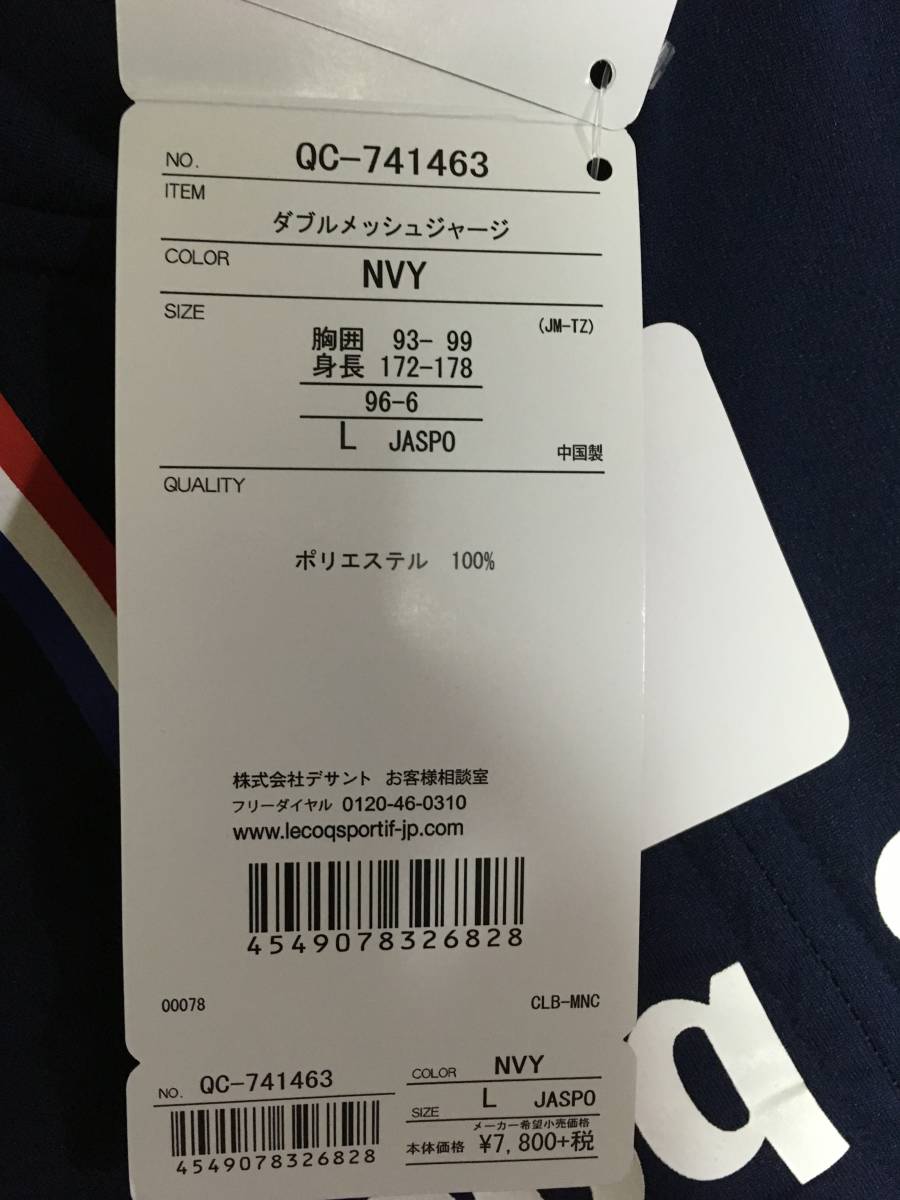 NO. QC-741463
ITEM
ダブルメッシュジャージ
COLOR
NVY
SIZE
(JM-TZ)
胸囲 93- 99
身長 172-178
96-6
L JASPO
中国製
QUALITY
ポリエステル 100%
株式会社デサント お客様相談室
フリーダイヤル 0120-46-0310
www.lecoqsportif-jp.com
4549078326828
00078 CLB-MNC
NO. QC-741463
4549078326828
COLOR NVY
SIZE L JASPO
メーカー希望小売価格
本体価格 ¥7,800+税
q